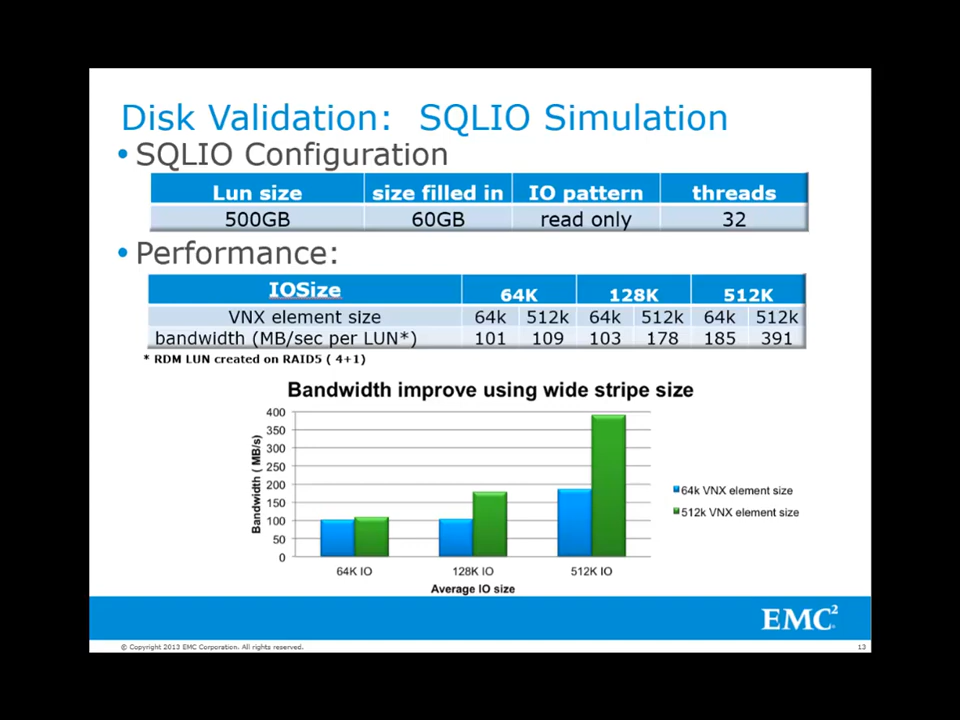 Disk Validation: SQLIO Simulation
• SQLIO Configuration
Lun size size filled in IO pattern threads
500GB 60GB read only 32
• Performance:
IOSize 64K 128K 512K
VNX element size 64k 512k 64k 512k 64k 512k
bandwidth (MB/sec per LUN*) 101 109 103 178 185 391
* RDM LUN created on RAID5 ( 4+1)
Bandwidth improve using wide stripe size
Bandwidth ( MB/s)
400
350
300
250
200
150
100
50
0
64K IO 128K IO 512K IO
Average IO size
64k VNX element size
512k VNX element size
EMC²
© Copyright 2013 EMC Corporation. All rights reserved. 13